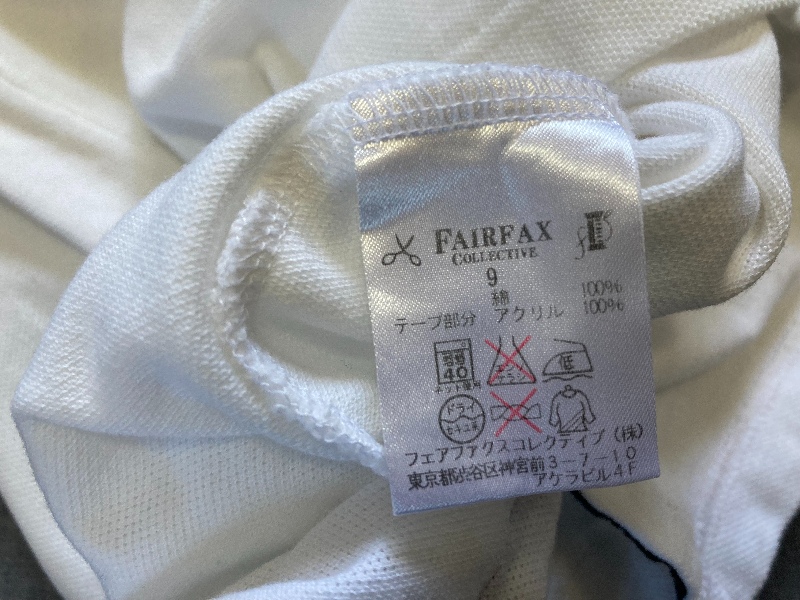 FAIRFAX
COLLECTIVE
9
綿 100%
テープ部分 アクリル 100%
40
ネット使用
エンソサラシ
低
ドライ
セキユ系
フェアファクスコレクティブ(株)
東京都渋谷区神宮前3-7-10
アケラビル4F